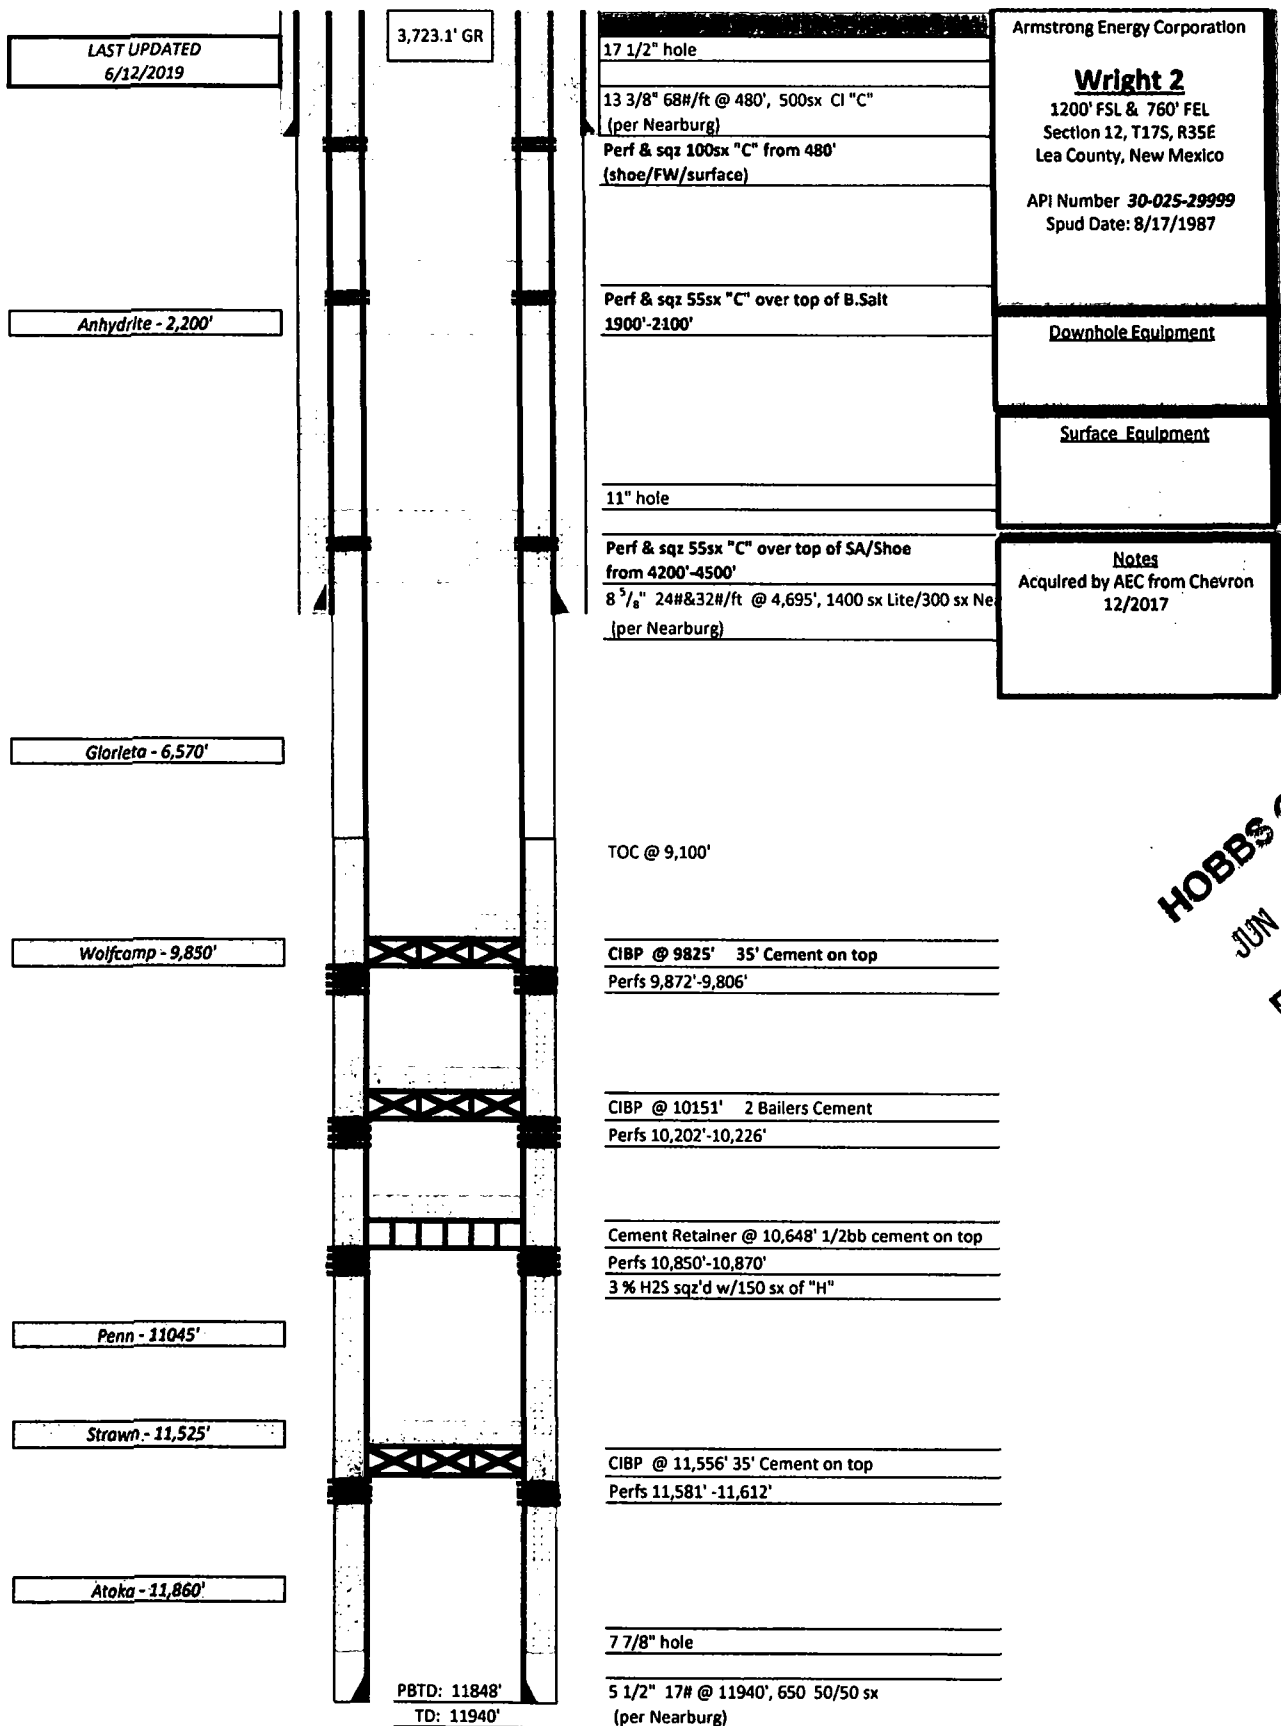 LAST UPDATED
6/12/2019
3,723.1' GR
17 1/2" hole
13 3/8" 68#/ft @ 480', 500sx Cl "C"
(per Nearburg)
Perf & sqz 100sx "C" from 480'
(shoe/FW/surface)
Perf & sqz 55sx "C" over top of B.Salt
1900'-2100'
Anhydrite - 2,200'
11" hole
Perf & sqz 55sx "C" over top of SA/Shoe
from 4200'-4500'
8 5/8" 24#&32#/ft @ 4,695', 1400 sx Lite/300 sx Ne
(per Nearburg)
Armstrong Energy Corporation
Wright 2
1200' FSL & 760' FEL
Section 12, T17S, R35E
Lea County, New Mexico
API Number 30-025-29999
Spud Date: 8/17/1987
Downhole Equipment
Surface Equipment
Notes
Acquired by AEC from Chevron
12/2017
Glorieta - 6,570'
TOC @ 9,100'
HOBBS
JUN
Wolfcamp - 9,850'
CIBP @ 9825' 35' Cement on top
Perfs 9,872'-9,806'
CIBP @ 10151' 2 Bailers Cement
Perfs 10,202'-10,226'
Cement Retainer @ 10,648' 1/2bb cement on top
Perfs 10,850'-10,870'
3 % H2S sqz'd w/150 sx of "H"
Penn - 11045'
Strawn - 11,525'
CIBP @ 11,556' 35' Cement on top
Perfs 11,581' -11,612'
Atoka - 11,860'
7 7/8" hole
PBTD: 11848'
TD: 11940'
5 1/2" 17# @ 11940', 650 50/50 sx
(per Nearburg)